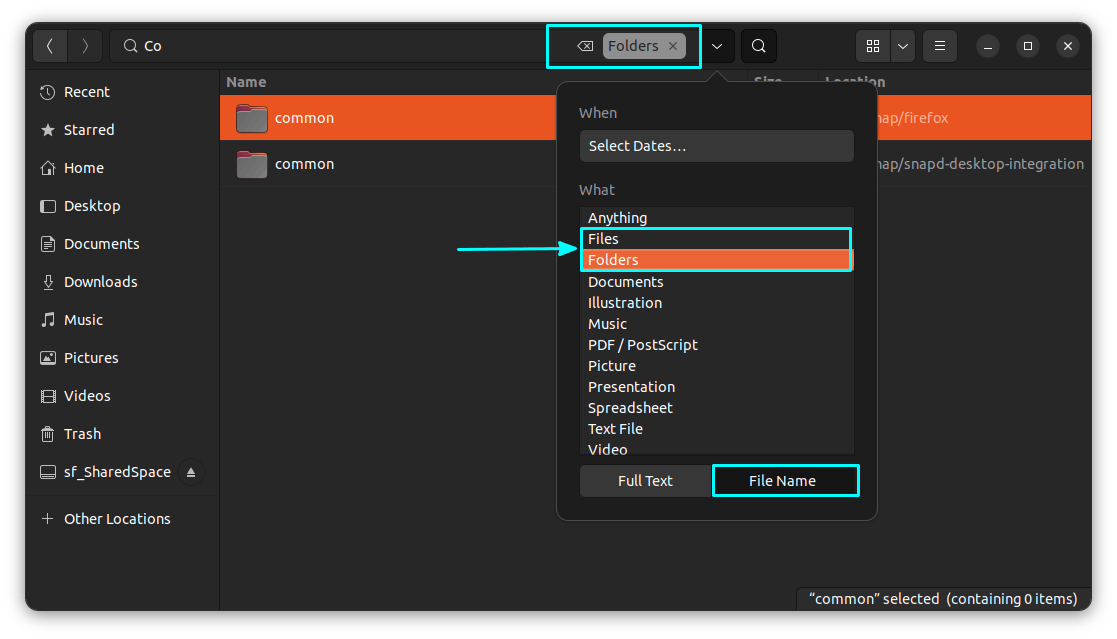 Co
Folders
Name
Size
Location
Recent
Starred
Home
Desktop
Documents
Downloads
Music
Pictures
Videos
Trash
sf_SharedSpace
Other Locations
common
ap/firefox
common
ap/snapd-desktop-integration
When
Select Dates...
What
Anything
Files
Folders
Documents
Illustration
Music
PDF / PostScript
Picture
Presentation
Spreadsheet
Text File
Video
Full Text
File Name
“common” selected (containing 0 items)